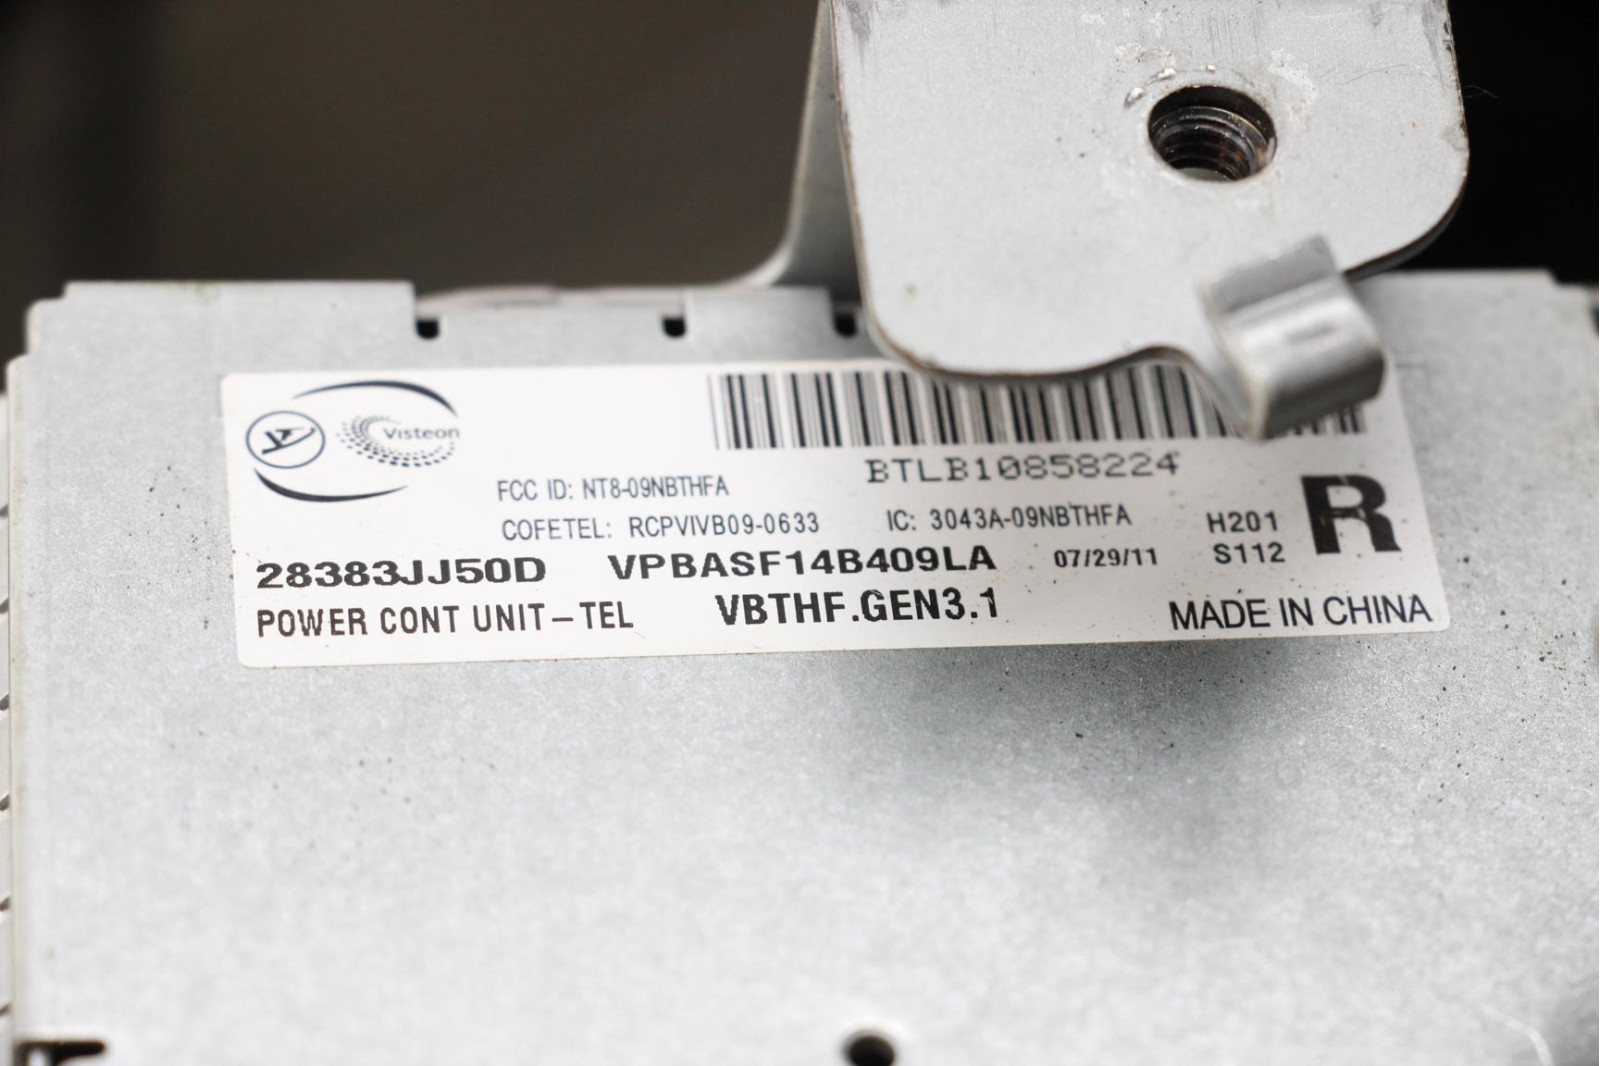 Visteon
BTLB10858224
FCC ID: NT8-09NBTHFA
COFETEL: RCPVIVB09-0633 IC: 3043A-09NBTHFA H201
R
28383JJ50D VPBASF14B409LA 07/29/11 S112
POWER CONT UNIT-TEL VBTHF.GEN3.1 MADE IN CHINA